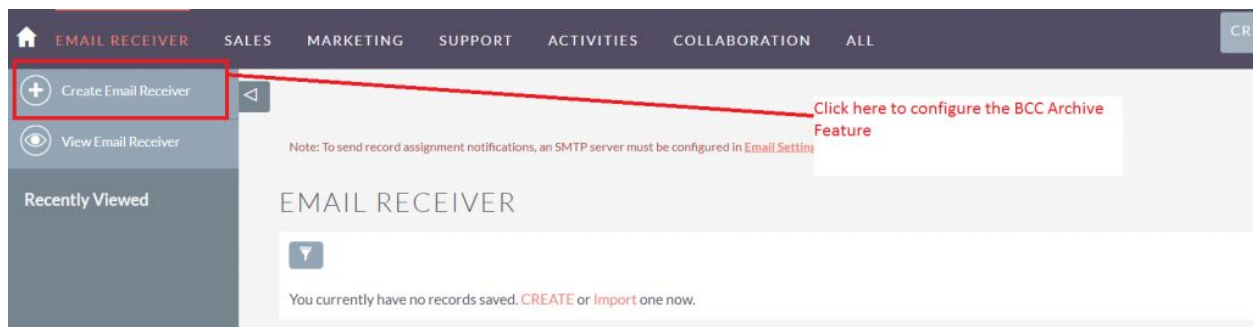 EMAIL RECEIVER SALES MARKETING SUPPORT ACTIVITIES COLLABORATION ALL
Create Email Receiver
View Email Receiver
Recently Viewed
Click here to configure the BCC Archive
Feature
Note: To send record assignment notifications, an SMTP server must be configured in Email
EMAIL RECEIVER
You currently have no records saved. CREATE or Import one now.